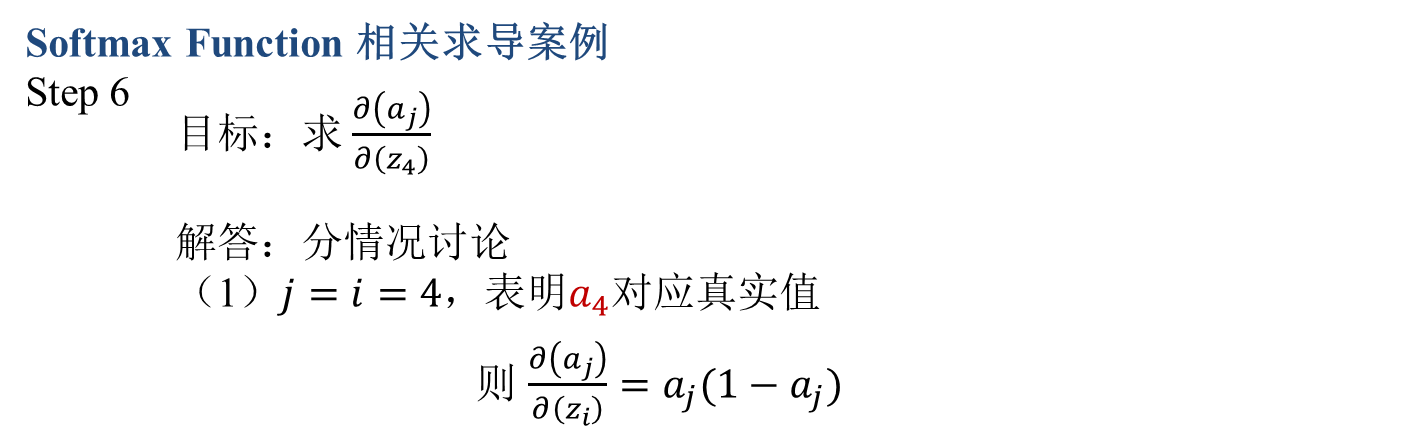 Softmax Function 相关求导案例
Step 6
目标：求 ∂(a_j)/∂(z_4)
解答：分情况讨论
（1）j = i = 4，表明a_4对应真实值
则 ∂(a_j)/∂(z_i) = a_j(1 − a_j)